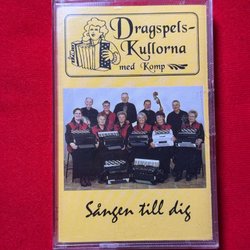 Dragspels-
Kullorna
med Komp
Sången till dig